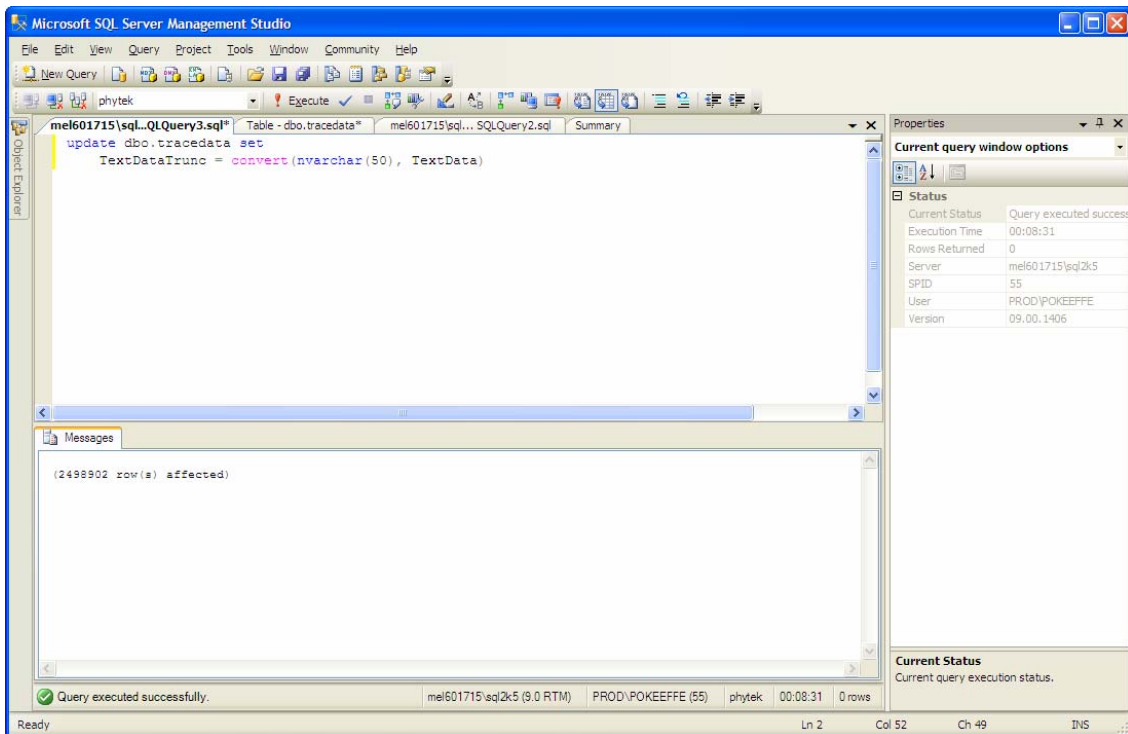 Microsoft SQL Server Management Studio
File Edit View Query Project Tools Window Community Help
New Query
phytek Execute
mel601715\sql...QLQuery3.sql* Table - dbo.tracedata* mel601715\sql... SQLQuery2.sql Summary
Object Explorer
update dbo.tracedata set
TextDataTrunc = convert(nvarchar(50), TextData)
Messages
(2498902 row(s) affected)
Query executed successfully. mel601715\sql2k5 (9.0 RTM) PROD\POKEEFFE (55) phytek 00:08:31 0 rows
Properties
Current query window options
Status
Current Status Query executed success
Execution Time 00:08:31
Rows Returned 0
Server mel601715\sql2k5
SPID 55
User PROD\POKEEFFE
Version 09.00.1406
Current Status
Current query execution status.
Ready Ln 2 Col 52 Ch 49 INS